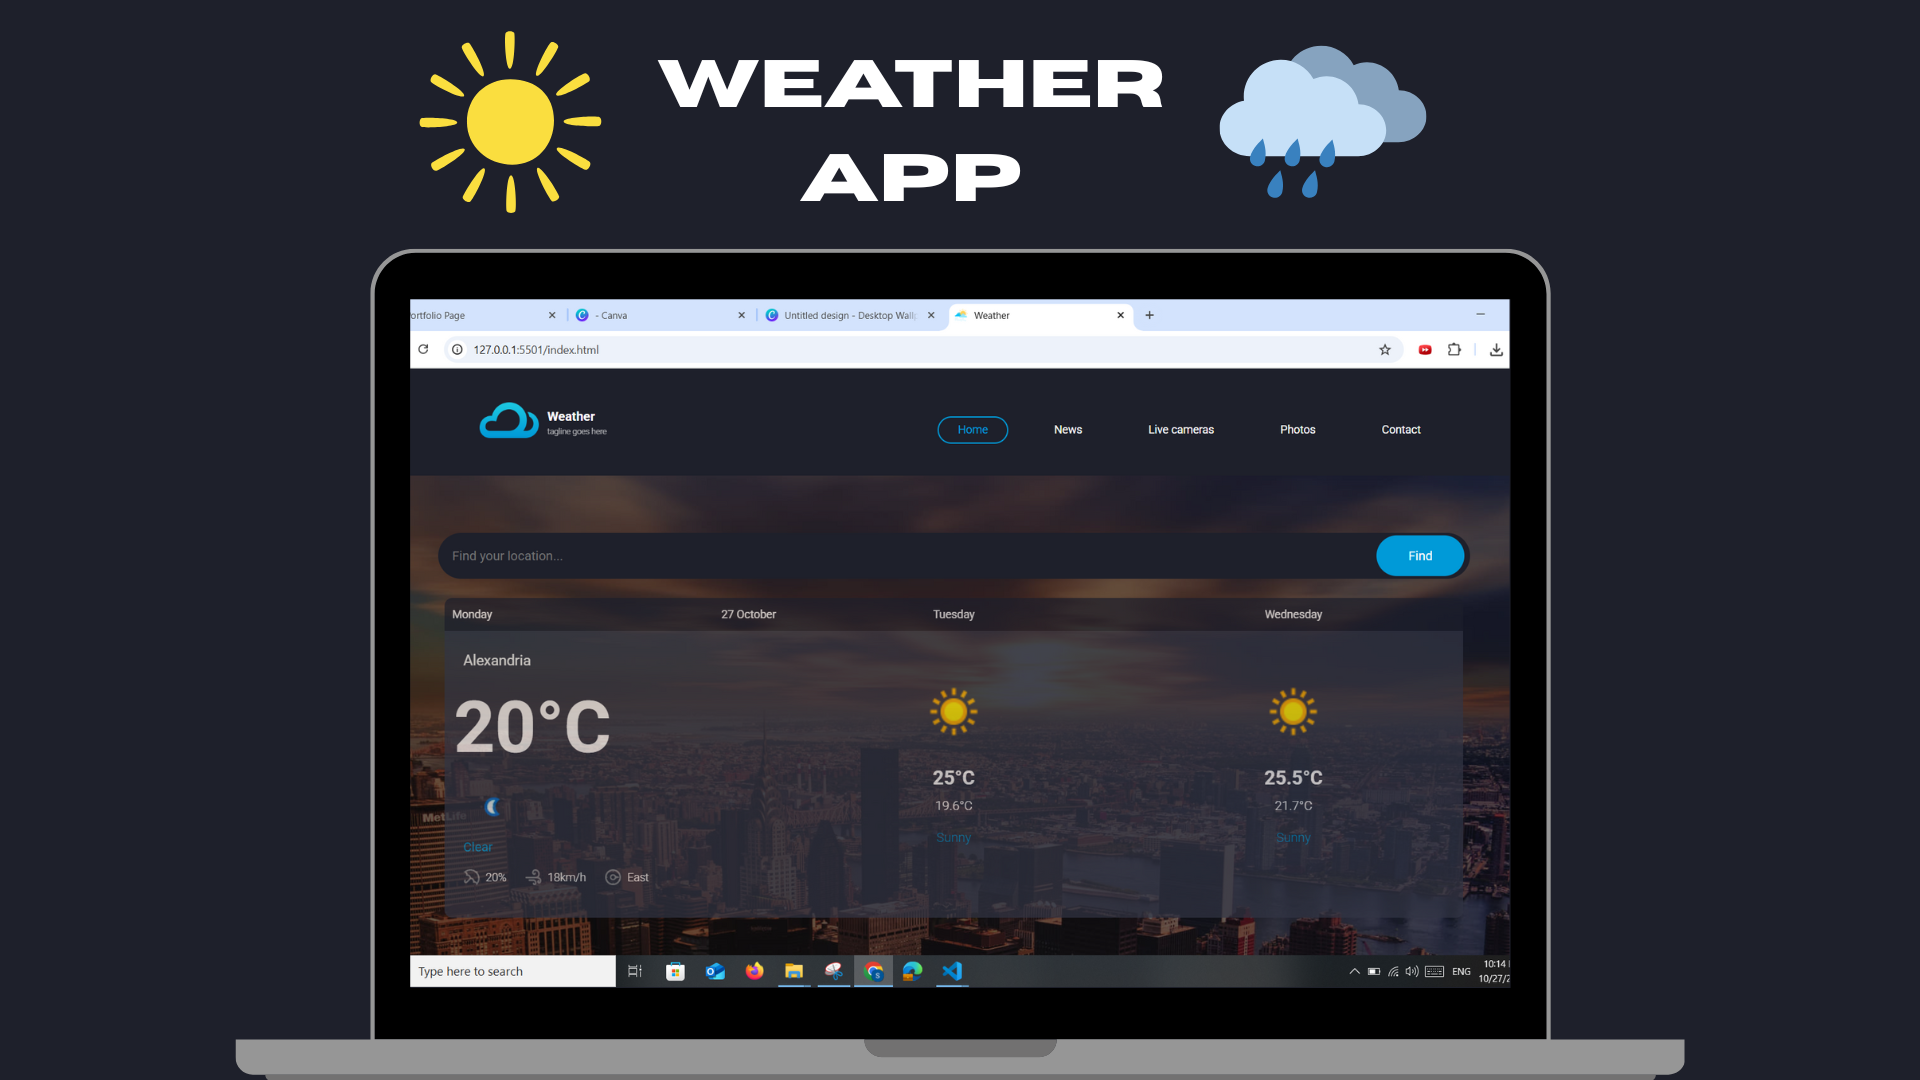 WEATHER
APP
ortfolio Page
- Canva
Untitled design - Desktop Wall
Weather
127.0.0.1:5501/index.html
Weather
tagline goes here
Home News Live cameras Photos Contact
Find your location...
Find
Monday 27 October Tuesday Wednesday
Alexandria
20°C
25°C 25.5°C
19.6°C 21.7°C
MetLife
Sunny Sunny
Clear
20% 18km/h East
Type here to search
ENG
10:14
10/27/2